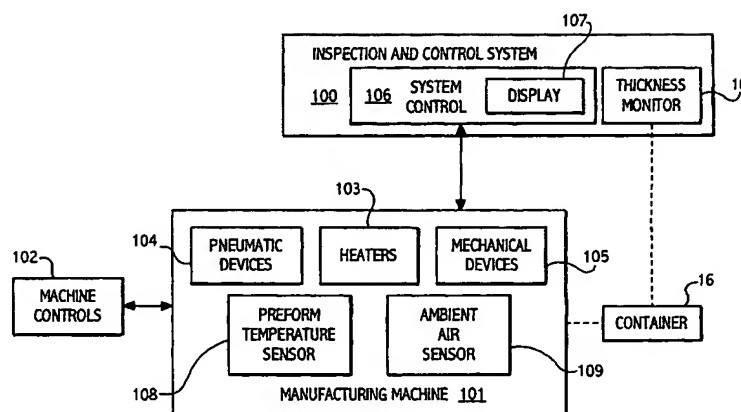 107
INSPECTION AND CONTROL SYSTEM
100
106
SYSTEM
CONTROL
DISPLAY
THICKNESS
MONITOR
103
104
PNEUMATIC
DEVICES
HEATERS
MECHANICAL
DEVICES
105
102
MACHINE
CONTROLS
16
CONTAINER
PREFORM
TEMPERATURE
SENSOR
AMBIENT
AIR
SENSOR
108
109
MANUFACTURING MACHINE 101